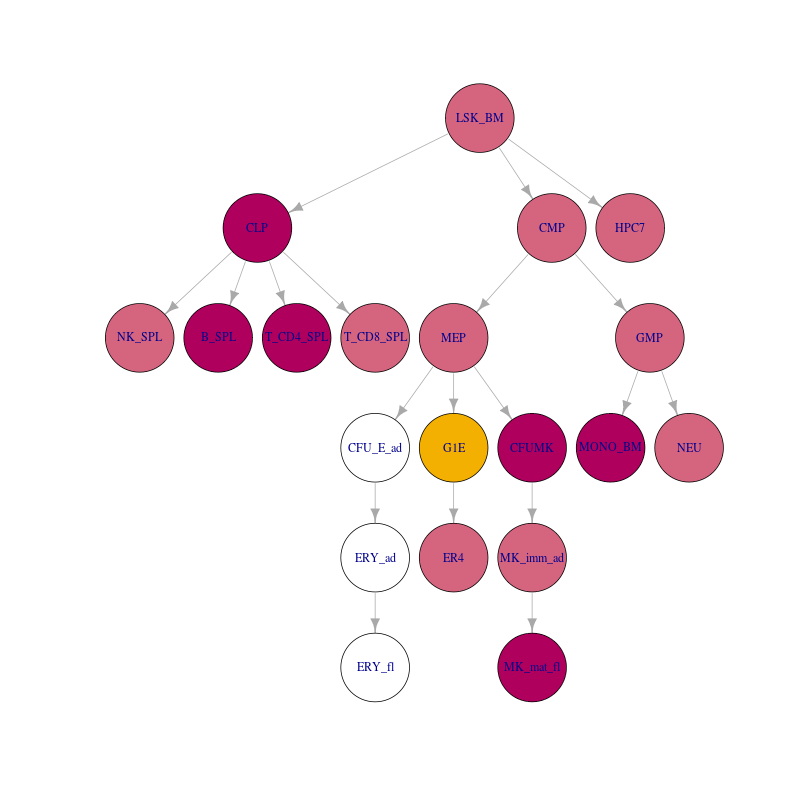 LSK_BM
CLP
CMP
HPC7
NK_SPL
B_SPL
T_CD4_SPL
T_CD8_SPL
MEP
GMP
CFU_E_ad
G1E
CFUMK
MONO_BM
NEU
ERY_ad
ER4
MK_imm_ad
ERY_fl
MK_mat_fl